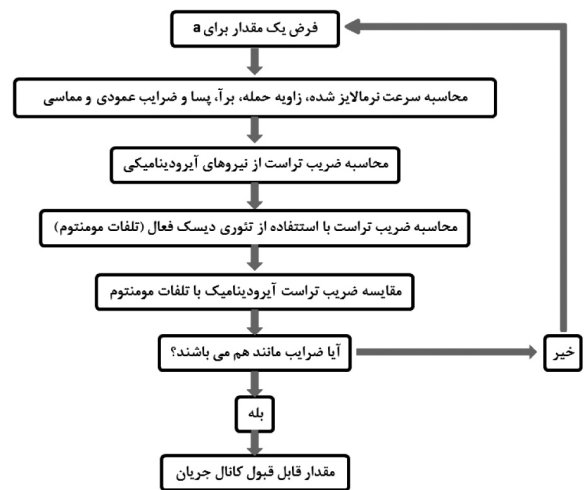 فرض یک مقدار برای a
محاسبه سرعت نرمالایز شده، زاویه حمله، برآ، پسا و ضرایب عمودی و مماسی
محاسبه ضریب تراست از نیروهای آیرودینامیکی
محاسبه ضریب تراست با استتفاده از تئوری دیسک فعال (تلفات مومنتوم)
مقایسه ضریب تراست آیرودینامیک با تلفات مومنتوم
آیا ضرایب مانند هم می باشند؟
خیر
بله
مقدار قابل قبول کانال جریان